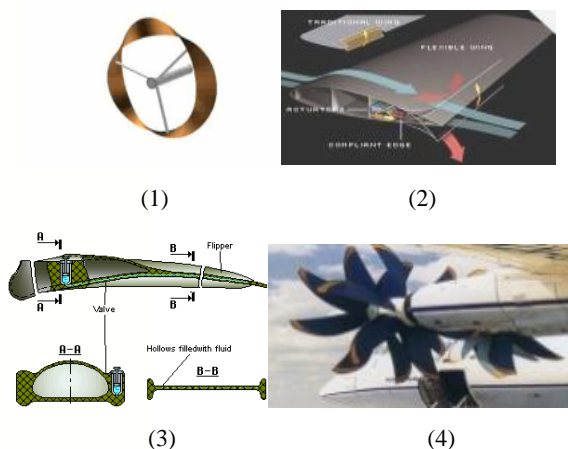 TRADITIONAL WING
FLEXIBLE WING
ACTUATORS
COMPLIANT EDGE
(1)
(2)
A
B
Flipper
A
B
Valve
A-A
Hollows filledwith fluid
B-B
(3)
(4)